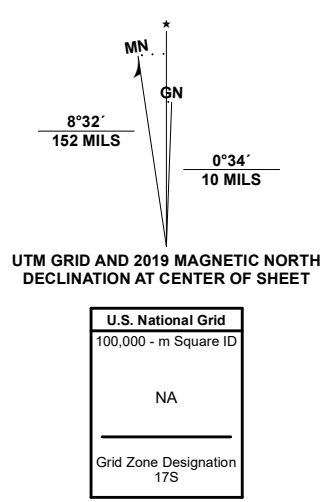 MN
GN
8°32´
152 MILS
0°34´
10 MILS
UTM GRID AND 2019 MAGNETIC NORTH
DECLINATION AT CENTER OF SHEET
U.S. National Grid
100,000 - m Square ID
NA
Grid Zone Designation
17S